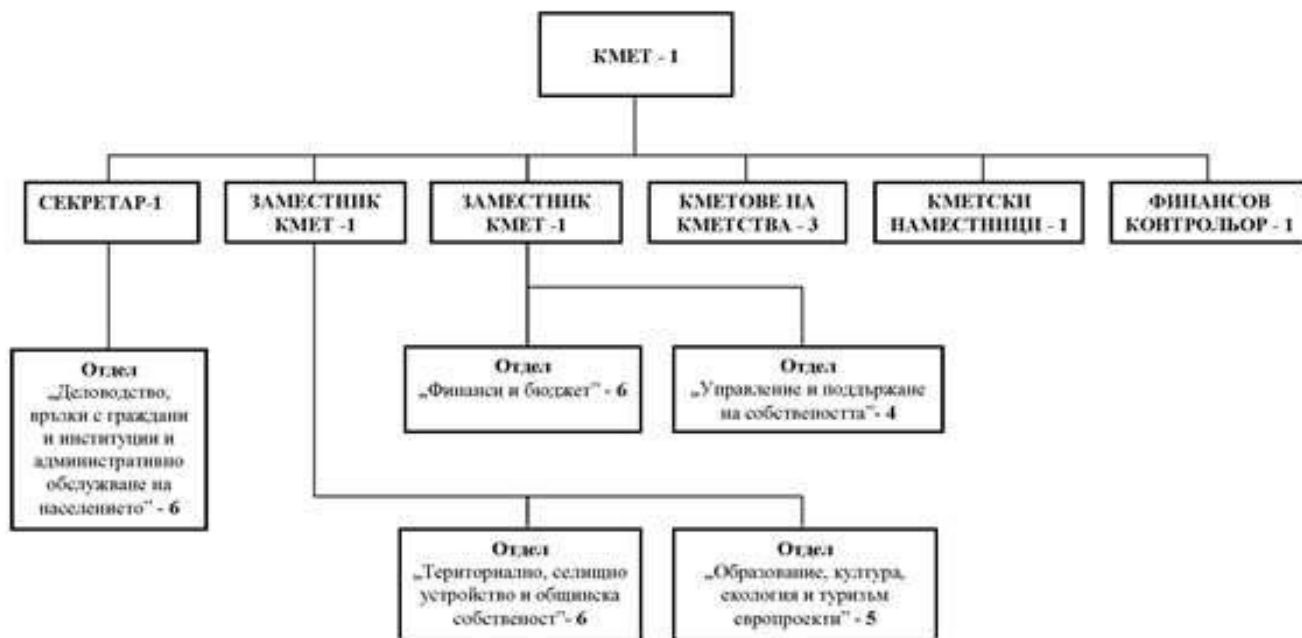 КМЕТ - 1
СЕКРЕТАР-1
ЗАМЕСТНИК
КМЕТ -1
ЗАМЕСТНИК
КМЕТ -1
КМЕТОВЕ НА
КМЕТСТВА - 3
КМЕТСКИ
НАМЕСТНИЦИ - 1
ФИНАНСОВ
КОНТРОЛЬОР - 1
Отдел
„Деловодство,
връзки с граждани
и институции и
административно
обслужване на
населението” - 6
Отдел
„Финанси и бюджет” - 6
Отдел
„Управление и поддържане
на собствеността”- 4
Отдел
„Териториално, селищно
устройство и общинска
собственост”- 6
Отдел
„Образование, култура,
екология и туризъм
европроекти” - 5